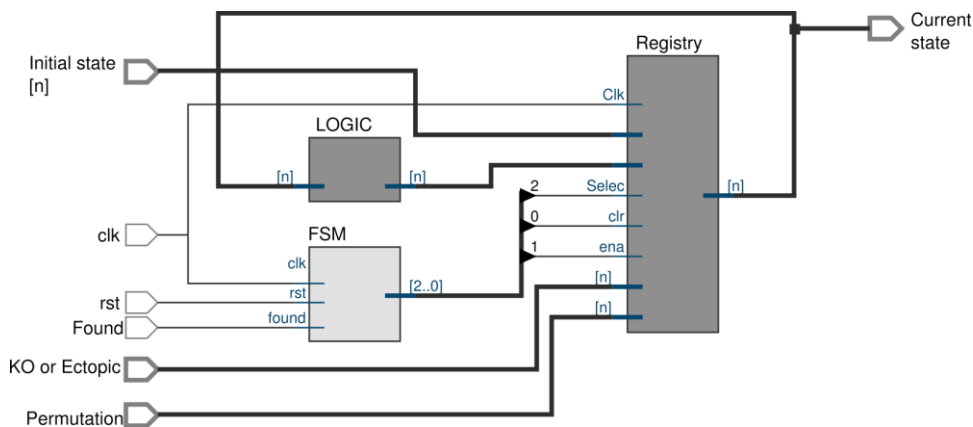 Current
state
Registry
Initial state
[n]
Clk
LOGIC
[n]
[n]
2
Selec
[n]
0
clr
clk
FSM
1
ena
clk
[n]
rst
rst
[2..0]
[n]
Found
found
KO or Ectopic
Permutation